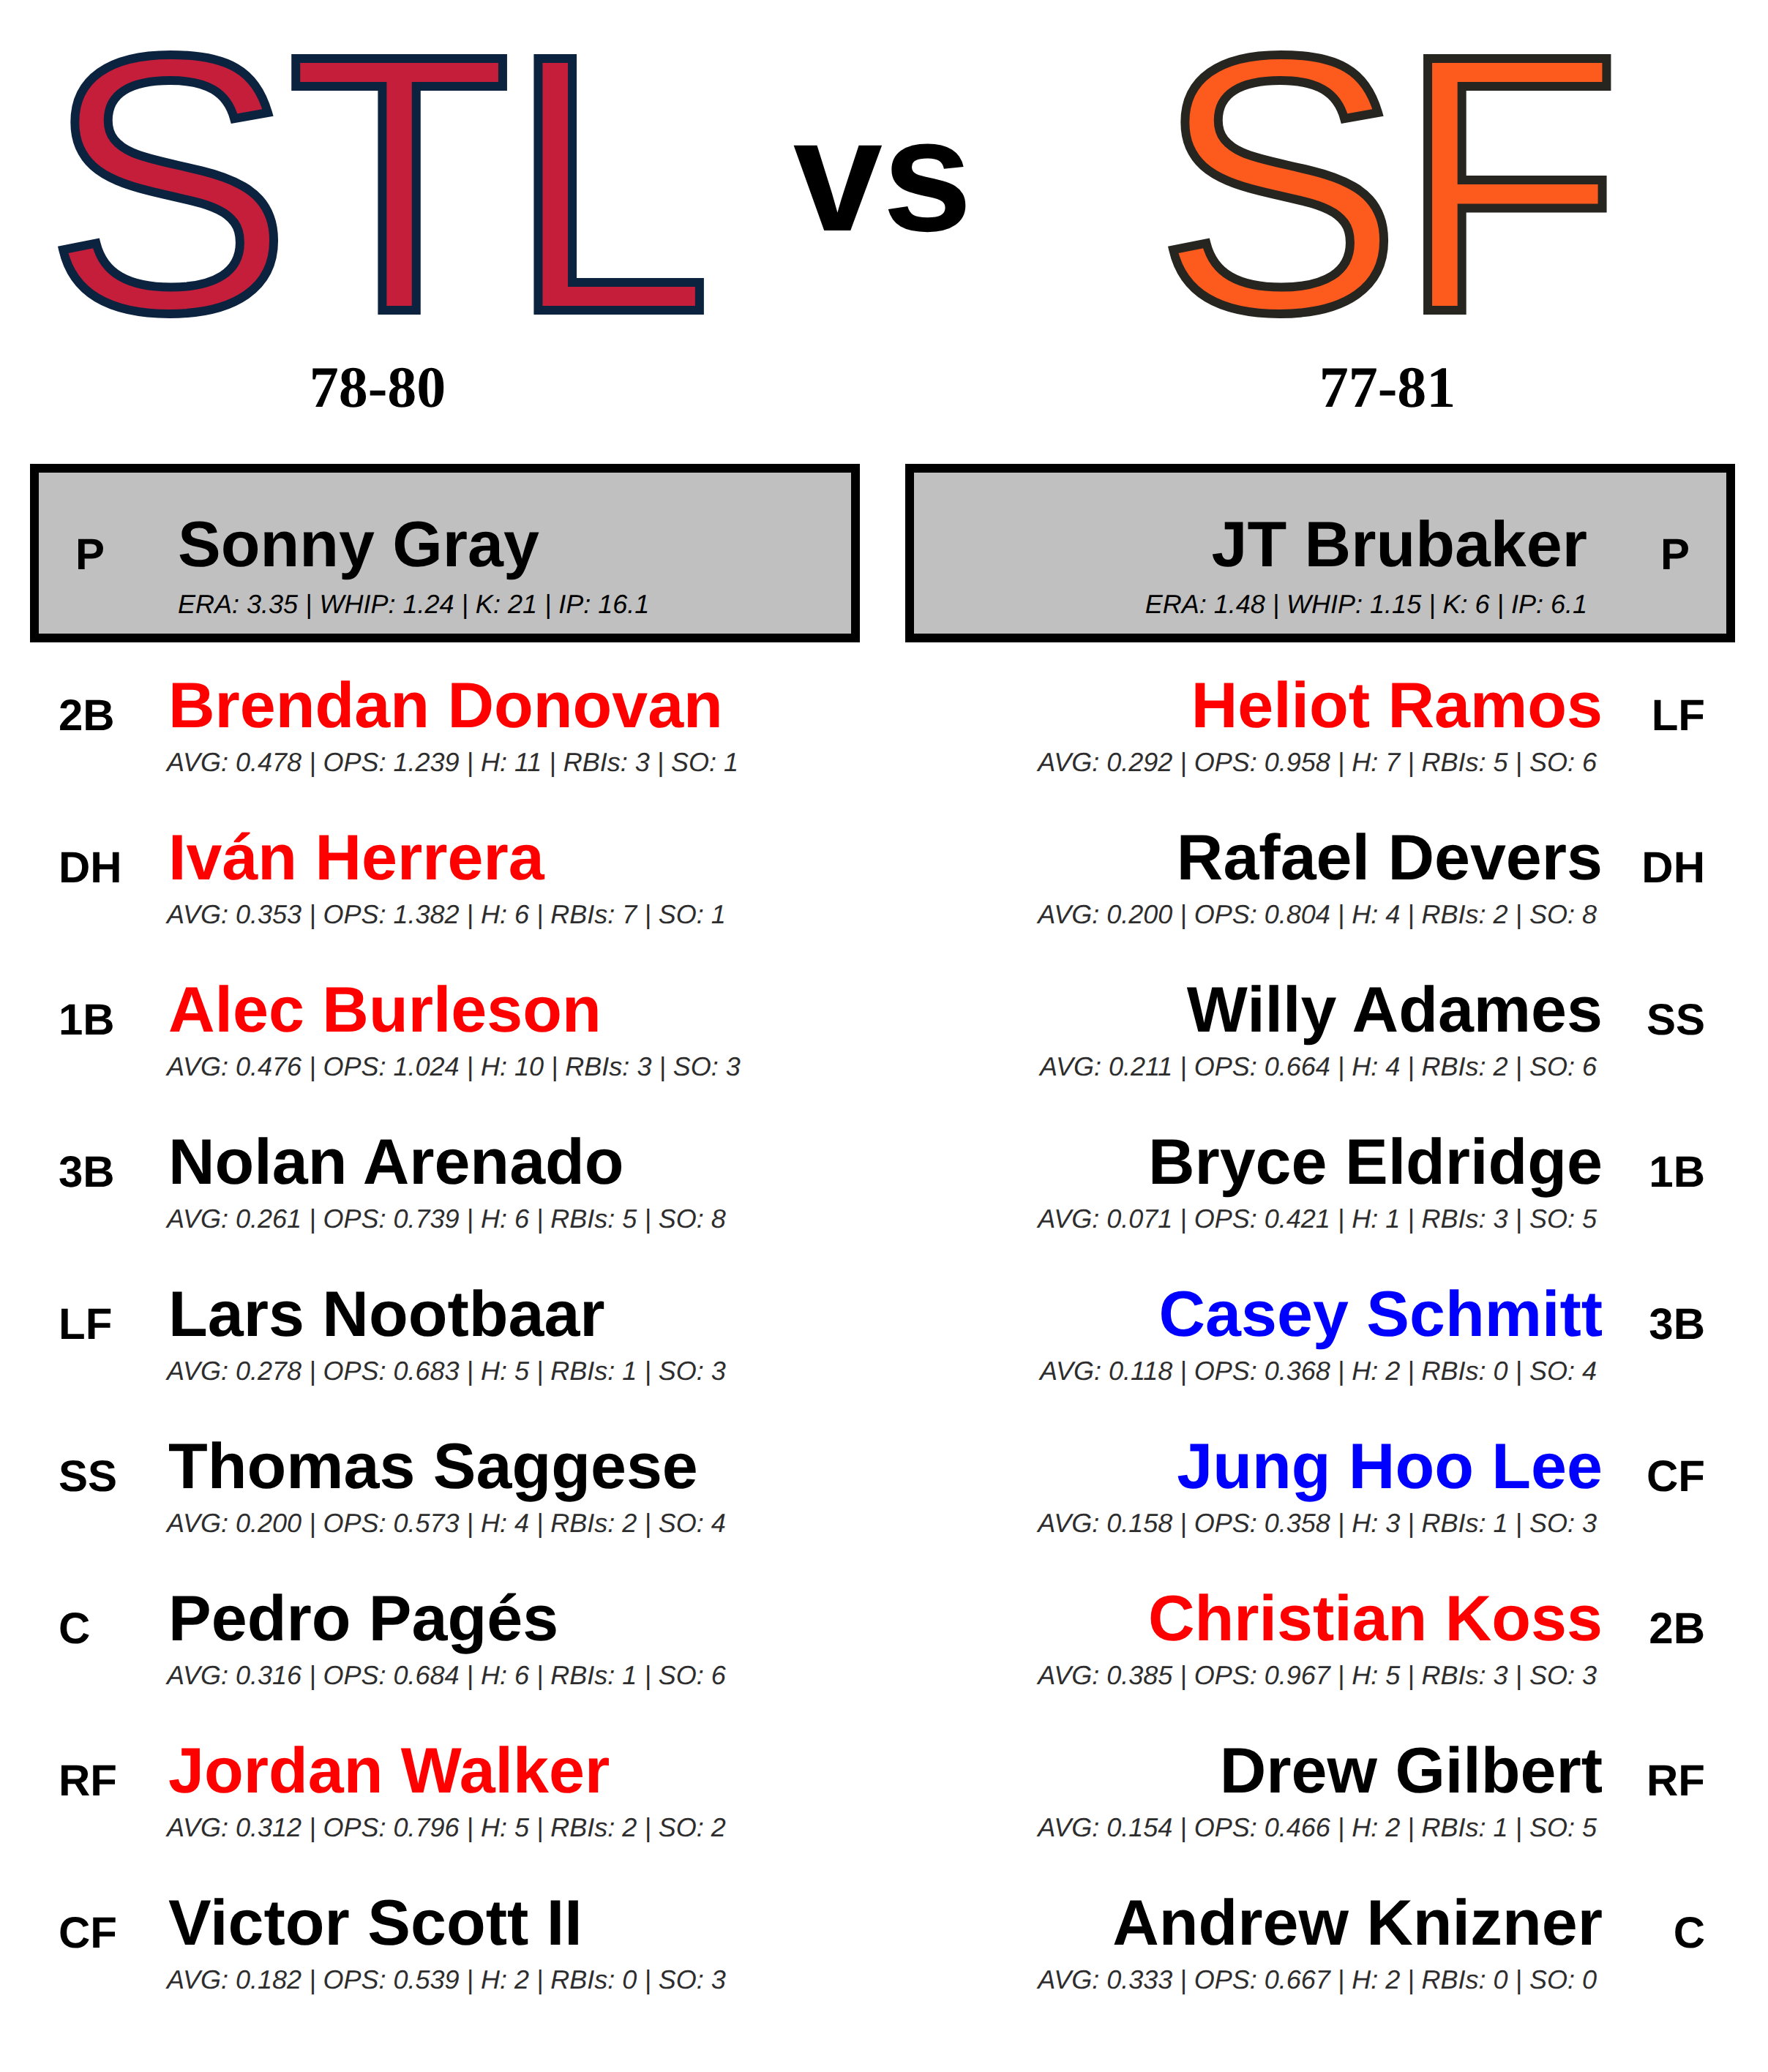 STL vs SF
78-80 77-81
P Sonny Gray
ERA: 3.35 | WHIP: 1.24 | K: 21 | IP: 16.1
JT Brubaker P
ERA: 1.48 | WHIP: 1.15 | K: 6 | IP: 6.1
2B Brendan Donovan
AVG: 0.478 | OPS: 1.239 | H: 11 | RBIs: 3 | SO: 1
DH Iván Herrera
AVG: 0.353 | OPS: 1.382 | H: 6 | RBIs: 7 | SO: 1
1B Alec Burleson
AVG: 0.476 | OPS: 1.024 | H: 10 | RBIs: 3 | SO: 3
3B Nolan Arenado
AVG: 0.261 | OPS: 0.739 | H: 6 | RBIs: 5 | SO: 8
LF Lars Nootbaar
AVG: 0.278 | OPS: 0.683 | H: 5 | RBIs: 1 | SO: 3
SS Thomas Saggese
AVG: 0.200 | OPS: 0.573 | H: 4 | RBIs: 2 | SO: 4
C Pedro Pagés
AVG: 0.316 | OPS: 0.684 | H: 6 | RBIs: 1 | SO: 6
RF Jordan Walker
AVG: 0.312 | OPS: 0.796 | H: 5 | RBIs: 2 | SO: 2
CF Victor Scott II
AVG: 0.182 | OPS: 0.539 | H: 2 | RBIs: 0 | SO: 3
Heliot Ramos LF
AVG: 0.292 | OPS: 0.958 | H: 7 | RBIs: 5 | SO: 6
Rafael Devers DH
AVG: 0.200 | OPS: 0.804 | H: 4 | RBIs: 2 | SO: 8
Willy Adames SS
AVG: 0.211 | OPS: 0.664 | H: 4 | RBIs: 2 | SO: 6
Bryce Eldridge 1B
AVG: 0.071 | OPS: 0.421 | H: 1 | RBIs: 3 | SO: 5
Casey Schmitt 3B
AVG: 0.118 | OPS: 0.368 | H: 2 | RBIs: 0 | SO: 4
Jung Hoo Lee CF
AVG: 0.158 | OPS: 0.358 | H: 3 | RBIs: 1 | SO: 3
Christian Koss 2B
AVG: 0.385 | OPS: 0.967 | H: 5 | RBIs: 3 | SO: 3
Drew Gilbert RF
AVG: 0.154 | OPS: 0.466 | H: 2 | RBIs: 1 | SO: 5
Andrew Knizner C
AVG: 0.333 | OPS: 0.667 | H: 2 | RBIs: 0 | SO: 0